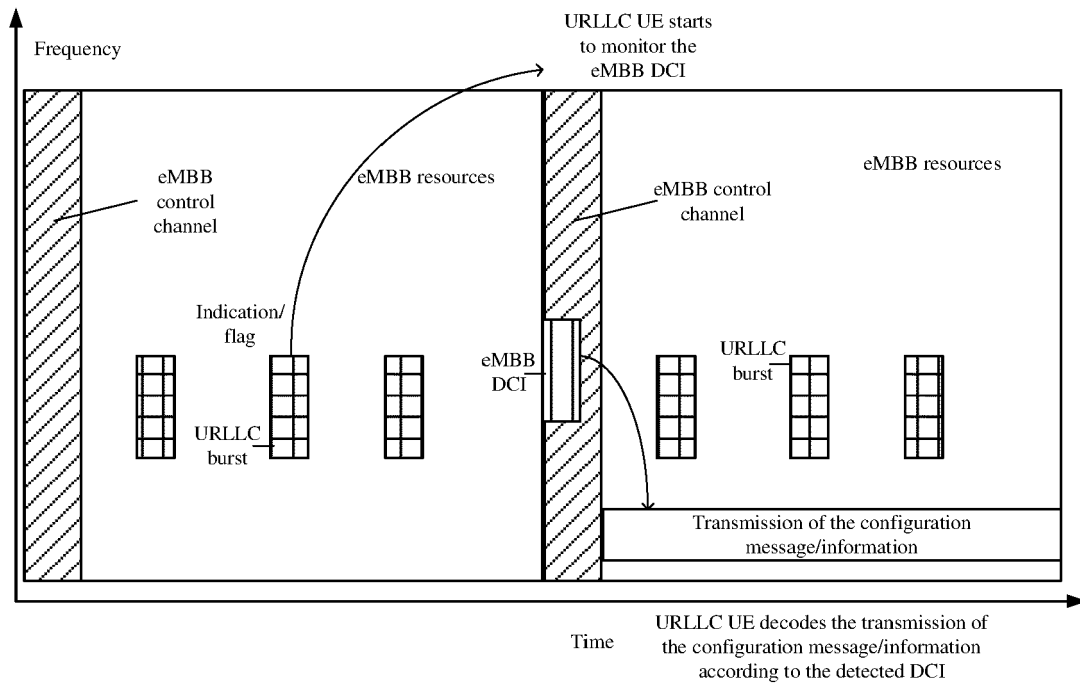 URLLC UE starts
to monitor the
eMBB DCI
Frequency
eMBB
control
channel
eMBB resources
eMBB control
channel
eMBB resources
Indication/
flag
URLLC
burst
eMBB
DCI
URLLC
burst
Transmission of the configuration
message/information
Time
URLLC UE decodes the transmission of
the configuration message/information
according to the detected DCI